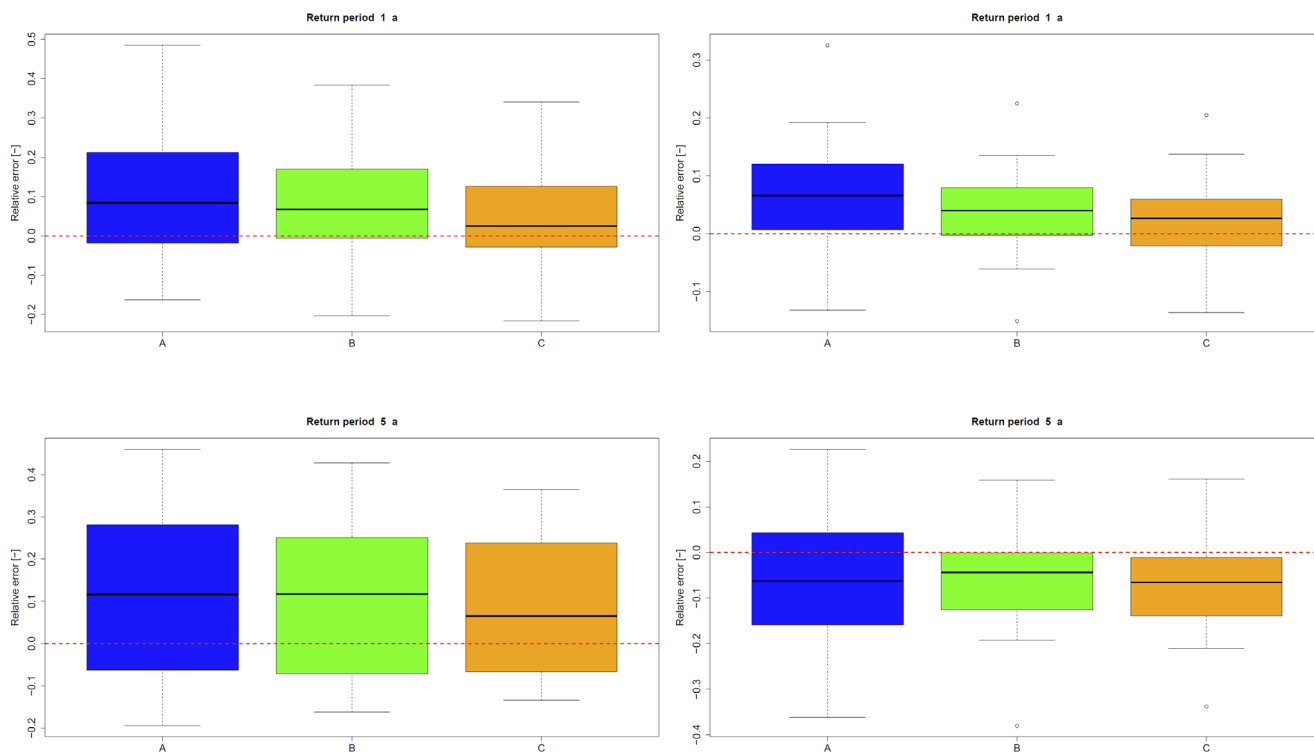 Return period 1 a
Relative error [−]
0.5
0.4
0.3
0.2
0.1
0.0
−0.1
−0.2
A B C
Return period 1 a
Relative error [−]
0.3
0.2
0.1
0.0
−0.1
A B C
Return period 5 a
Relative error [−]
0.4
0.3
0.2
0.1
0.0
−0.1
−0.2
A B C
Return period 5 a
Relative error [−]
0.2
0.1
0.0
−0.1
−0.2
−0.3
−0.4
A B C